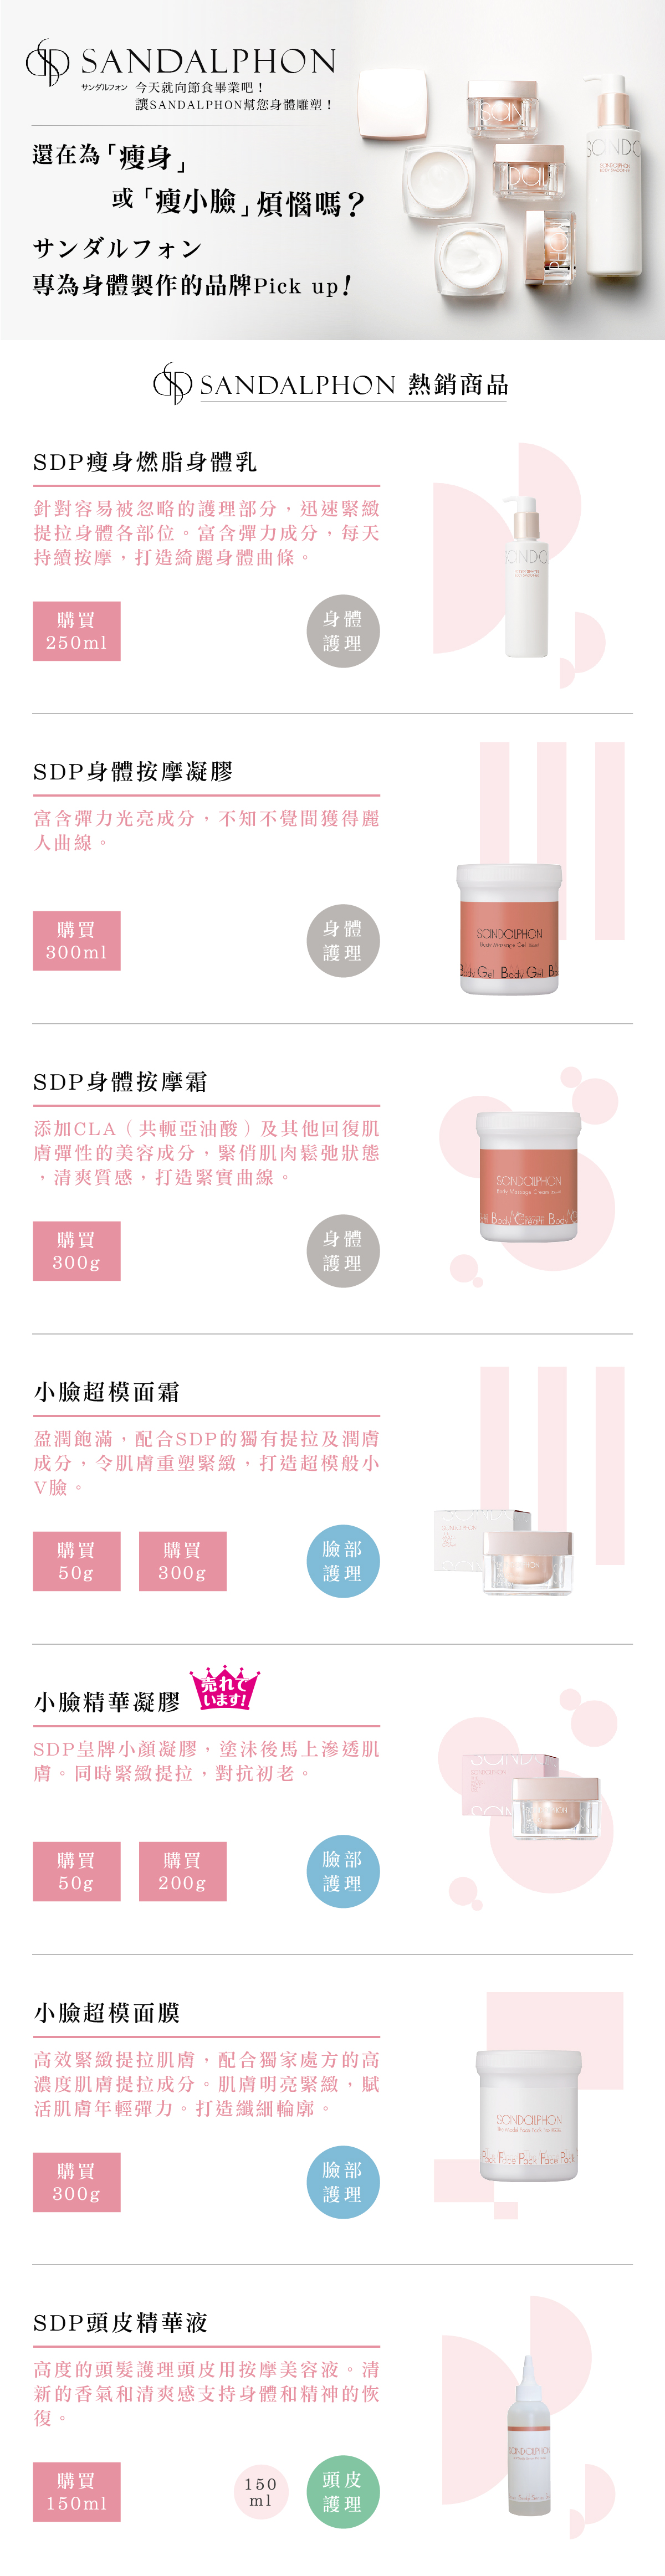 SANDALPHON
サンダルフォン 今天就向節食畢業吧！
讓SANDALPHON幫您身體雕塑！
還在為「瘦身」
或「瘦小臉」煩惱嗎？
サンダルフォン
專為身體製作的品牌Pick up！
SANDALPHON 熱銷商品
SDP瘦身燃脂身體乳
針對容易被忽略的護理部分，迅速緊緻
提拉身體各部位。富含彈力成分，每天
持續按摩，打造綺麗身體曲條。
購買
250ml
身體
護理
SDP身體按摩凝膠
富含彈力光亮成分，不知不覺間獲得麗
人曲線。
購買
300ml
身體
護理
SANDALPHON
Body Massage Gel
Body Gel Body Gel Bo
SDP身體按摩霜
添加CLA（共軛亞油酸）及其他回復肌
膚彈性的美容成分，緊俏肌肉鬆弛狀態
，清爽質感，打造緊實曲線。
購買
300g
身體
護理
SANDALPHON
Body Massage Cream
Body Cream Body
小臉超模面霜
盈潤飽滿，配合SDP的獨有提拉及潤膚
成分，令肌膚重塑緊緻，打造超模般小
V臉。
購買
50g
購買
300g
臉部
護理
小臉精華凝膠
売れて
います!
SDP皇牌小顏凝膠，塗沬後馬上滲透肌
膚。同時緊緻提拉，對抗初老。
購買
50g
購買
200g
臉部
護理
小臉超模面膜
高效緊緻提拉肌膚，配合獨家處方的高
濃度肌膚提拉成分。肌膚明亮緊緻，賦
活肌膚年輕彈力。打造纖細輪廓。
購買
300g
臉部
護理
SANDALPHON
Pack Face Pack Face Pack
SDP頭皮精華液
高度的頭髮護理頭皮用按摩美容液。清
新的香氣和清爽感支持身體和精神的恢
復。
購買
150ml
150
ml
頭皮
護理
SANDALPHON